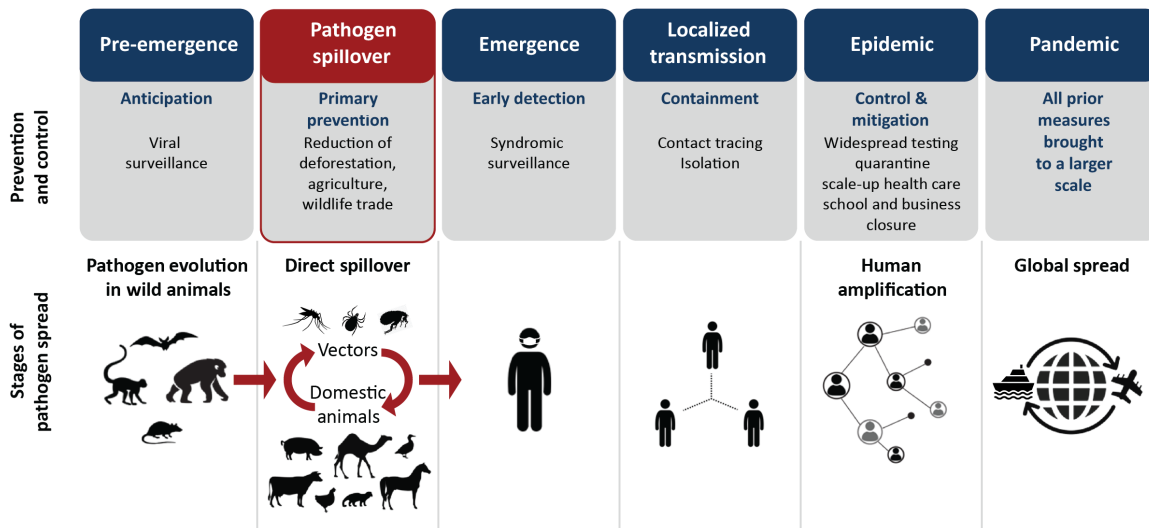 Pre-emergence
Pathogen
spillover
Emergence
Localized
transmission
Epidemic
Pandemic
Prevention
and control
Anticipation
Viral
surveillance
Primary
prevention
Reduction of
deforestation,
agriculture,
wildlife trade
Early detection
Syndromic
surveillance
Containment
Contact tracing
Isolation
Control &
mitigation
Widespread testing
quarantine
scale-up health care
school and business
closure
All prior
measures
brought
to a larger
scale
Stages of
pathogen spread
Pathogen evolution
in wild animals
Direct spillover
Vectors
Domestic
animals
Human
amplification
Global spread